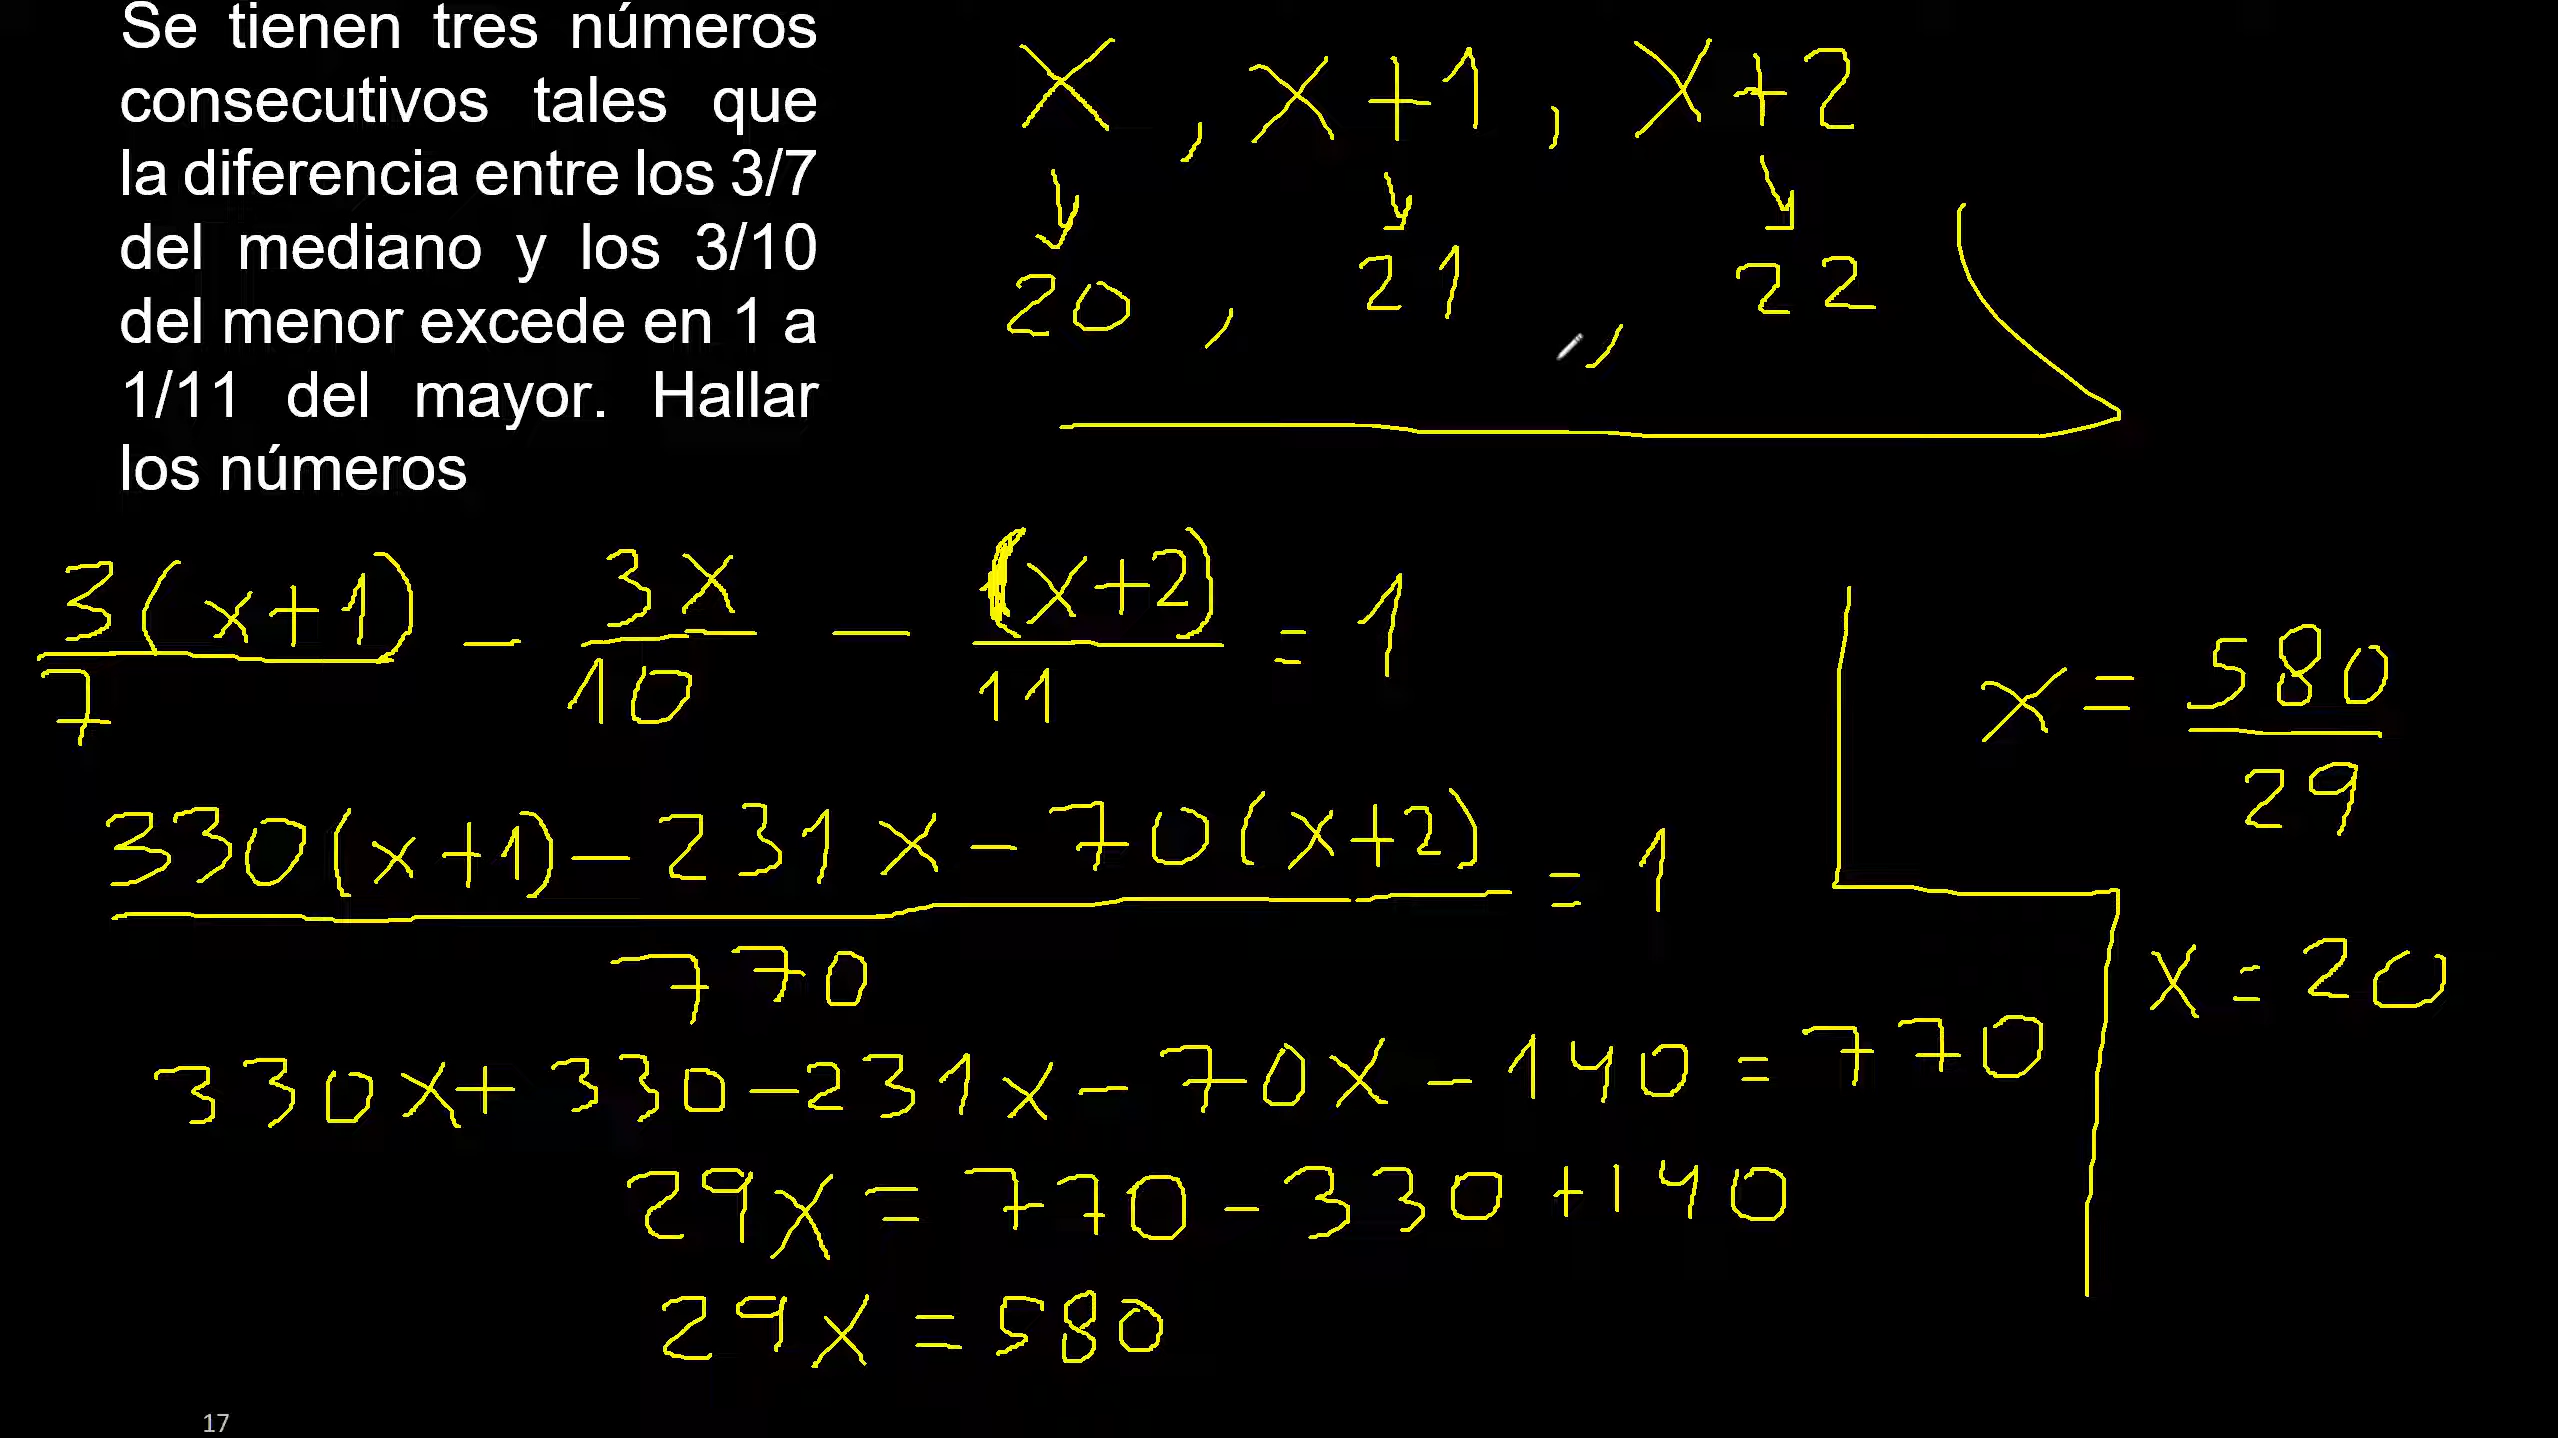 Se tienen tres números
consecutivos tales que
la diferencia entre los 3/7
del mediano y los 3/10
del menor excede en 1 a
1/11 del mayor. Hallar
los números
x , x+1 , x+2
20 , 21 , 22
3(x+1)/7 - 3x/10 - (x+2)/11 = 1
330(x+1) - 231x - 70(x+2) = 1
770
330x+330-231x-70x-140=770
29x=770-330+140
29x=580
x = 580/29
x=20
17